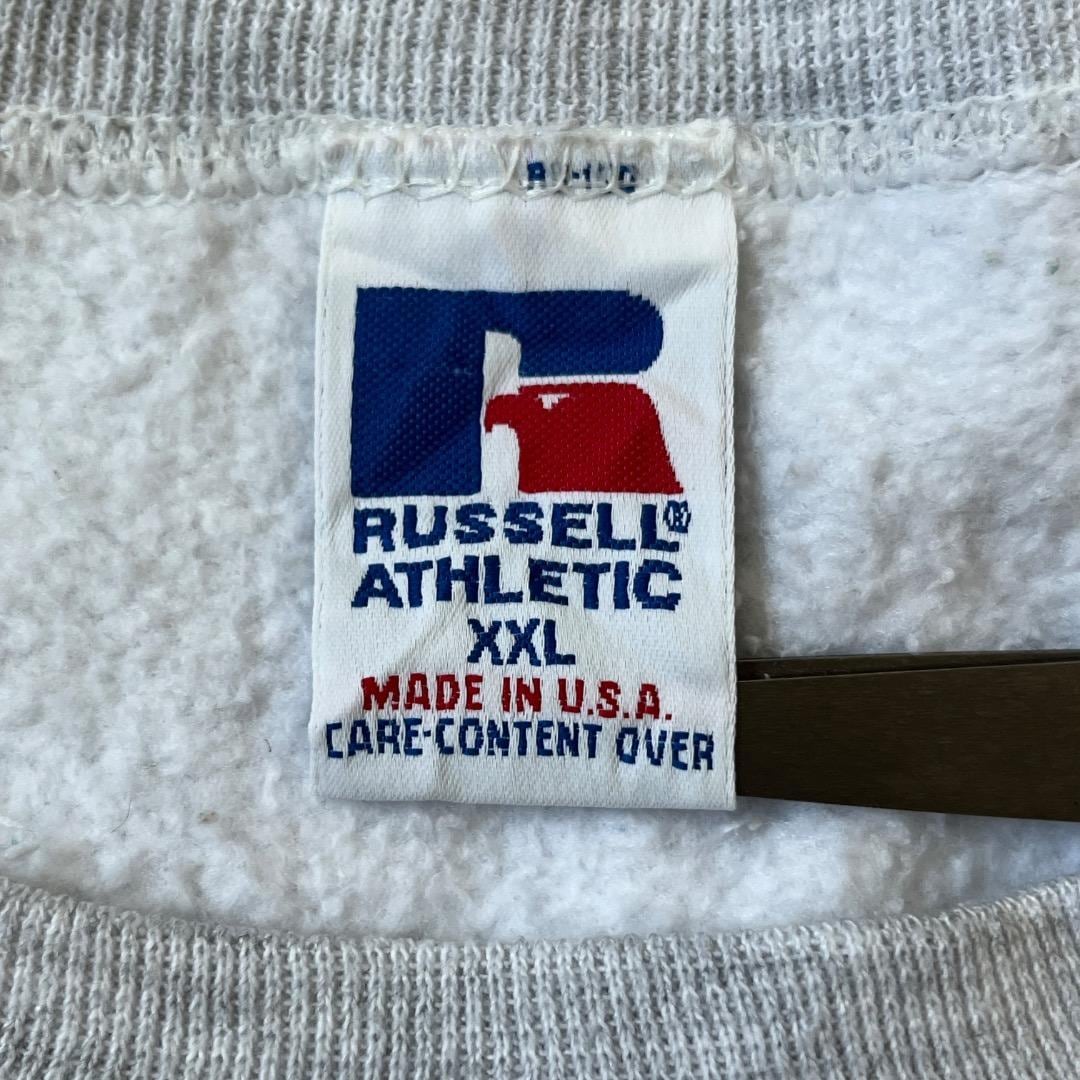 RUSSELL®
ATHLETIC
XXL
MADE IN U.S.A.
CARE-CONTENT OVER